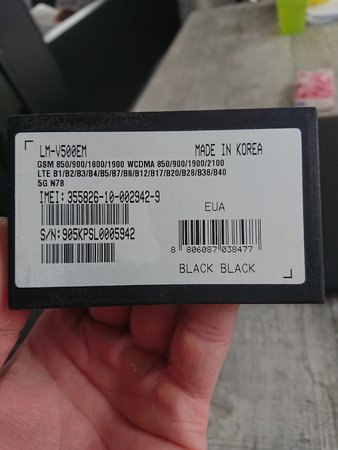 LM-V500EM MADE IN KOREA
GSM 850/900/1800/1900 WCDMA 850/900/1900/2100
LTE B1/B2/B3/B4/B5/B7/B8/B12/B17/B20/B28/B38/B40
5G N78
IMEI: 355826-10-002942-9
EUA
S/N:905KPSL0005942
8 806087 038477
BLACK BLACK